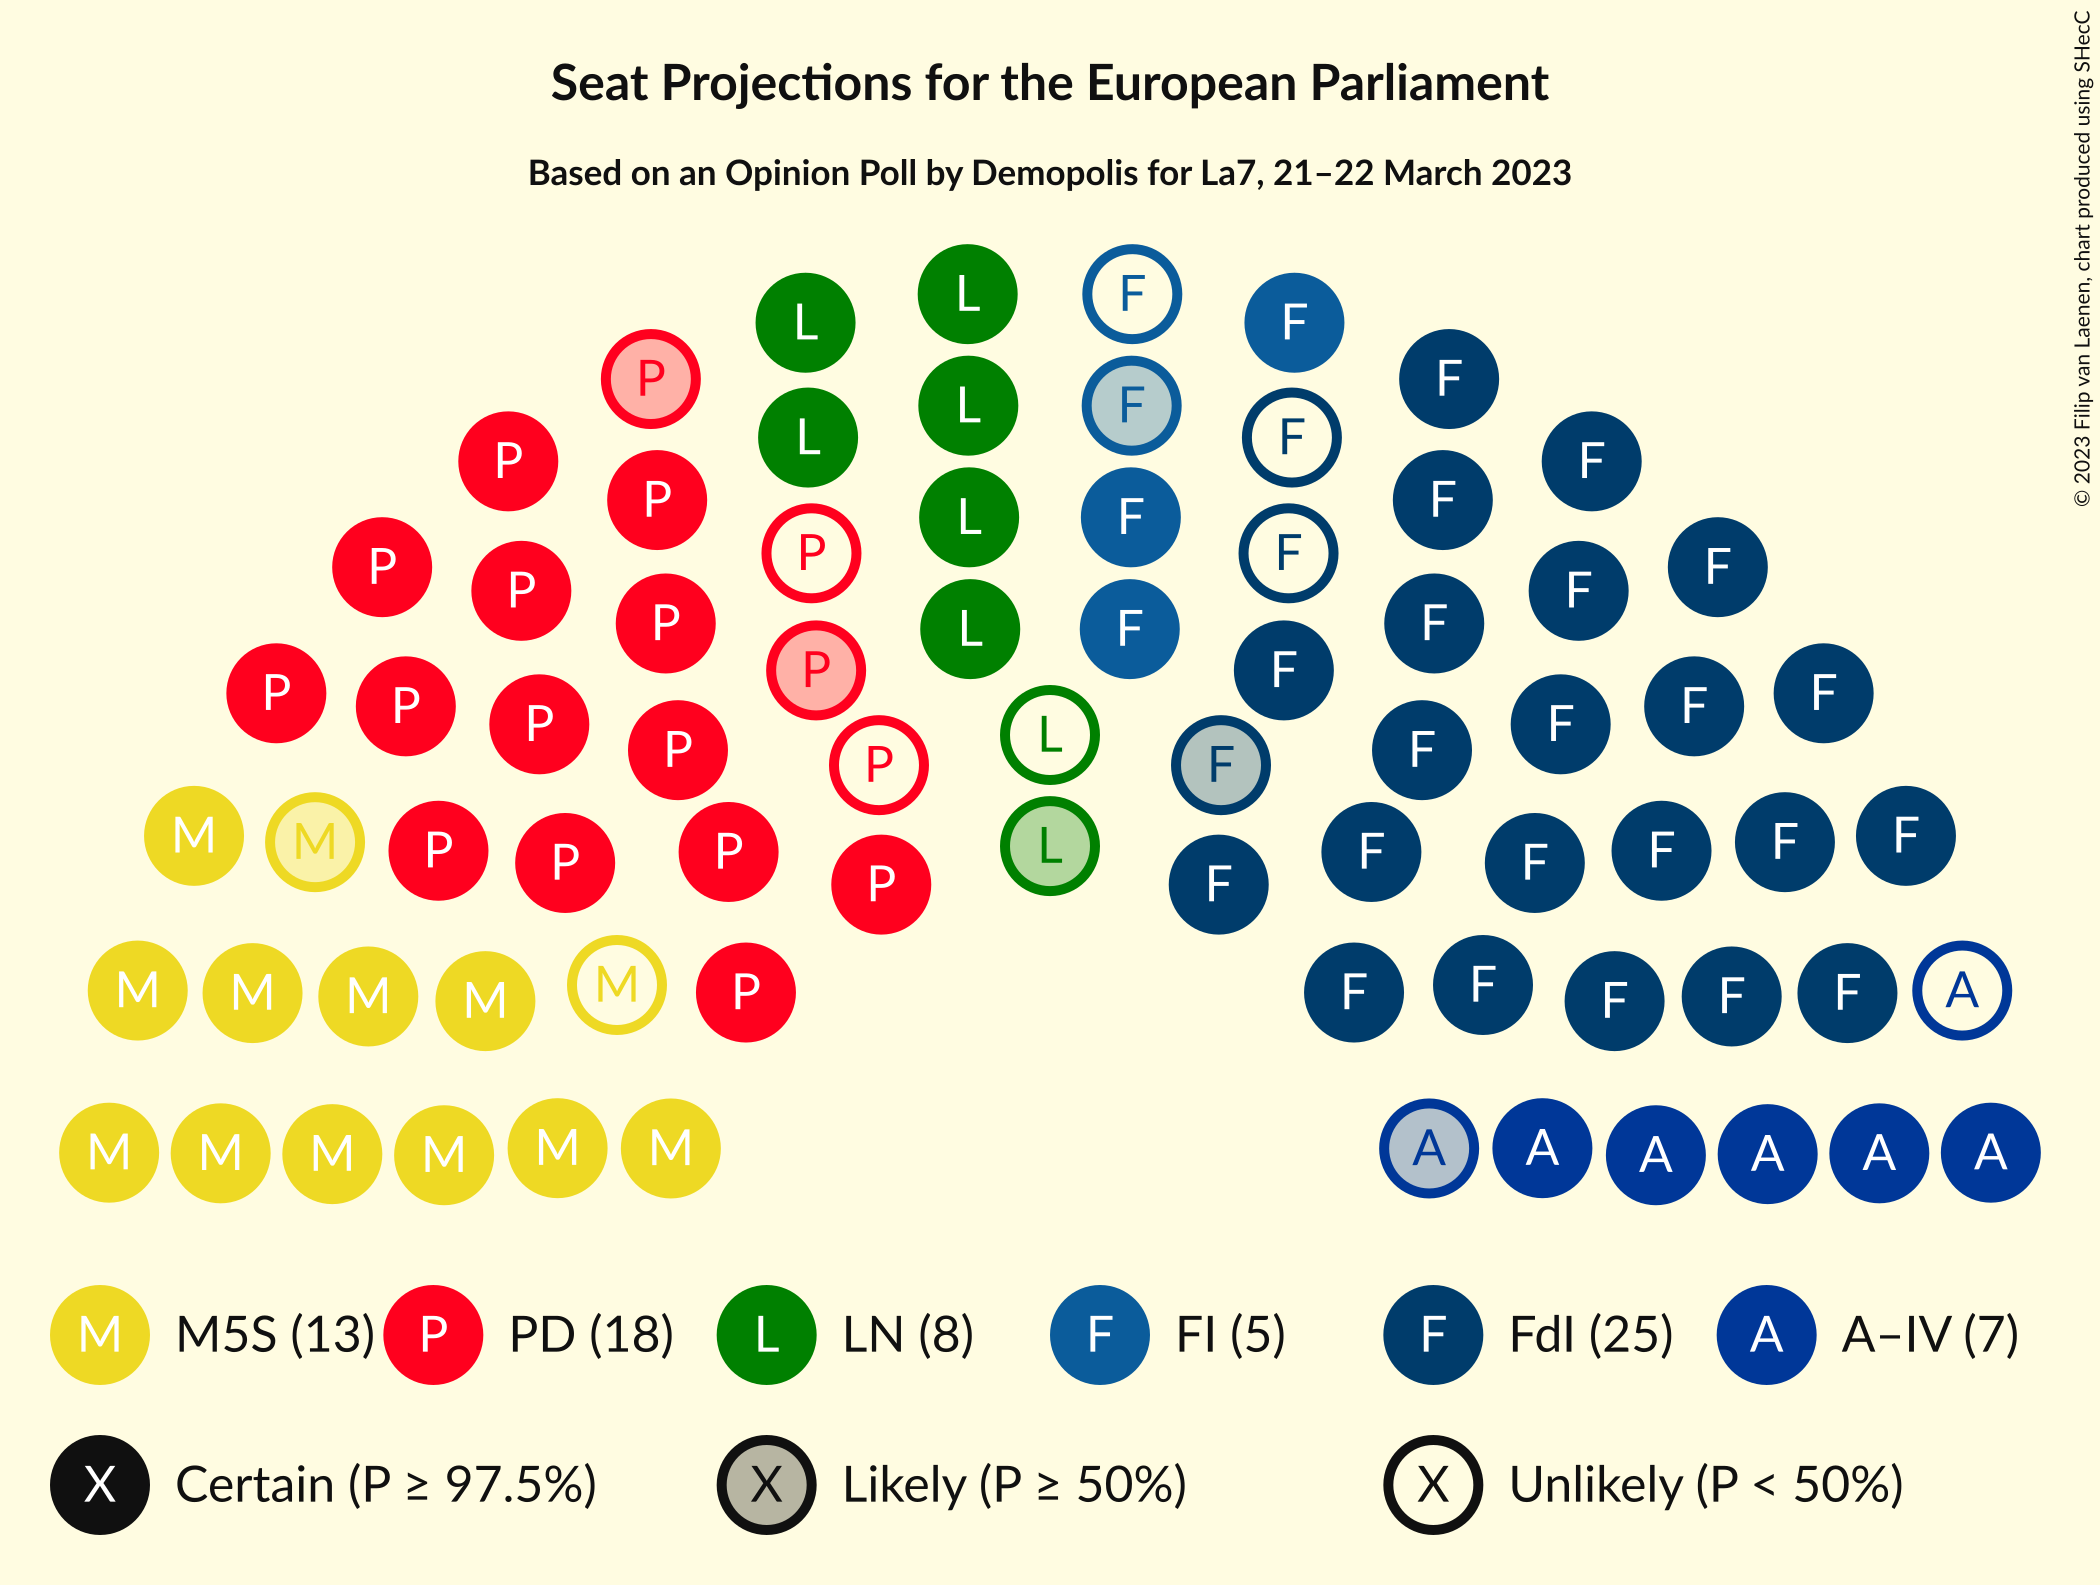 Seat Projections for the European Parliament
Based on an Opinion Poll by Demopolis for La7, 21–22 March 2023
© 2023 Filip van Laenen, chart produced using SHecC
L L F F
P L L F F F
P P L F F
P P P P L F F F F F
P P P P P L F F F F F
P L F
M M P P P P L F F F F F F
M M M M M P F F F F F A
M M M M M M A A A A A A
M M5S (13) P PD (18) L LN (8) F FI (5) F FdI (25) A A–IV (7)
X Certain (P ≥ 97.5%) X Likely (P ≥ 50%) X Unlikely (P < 50%)